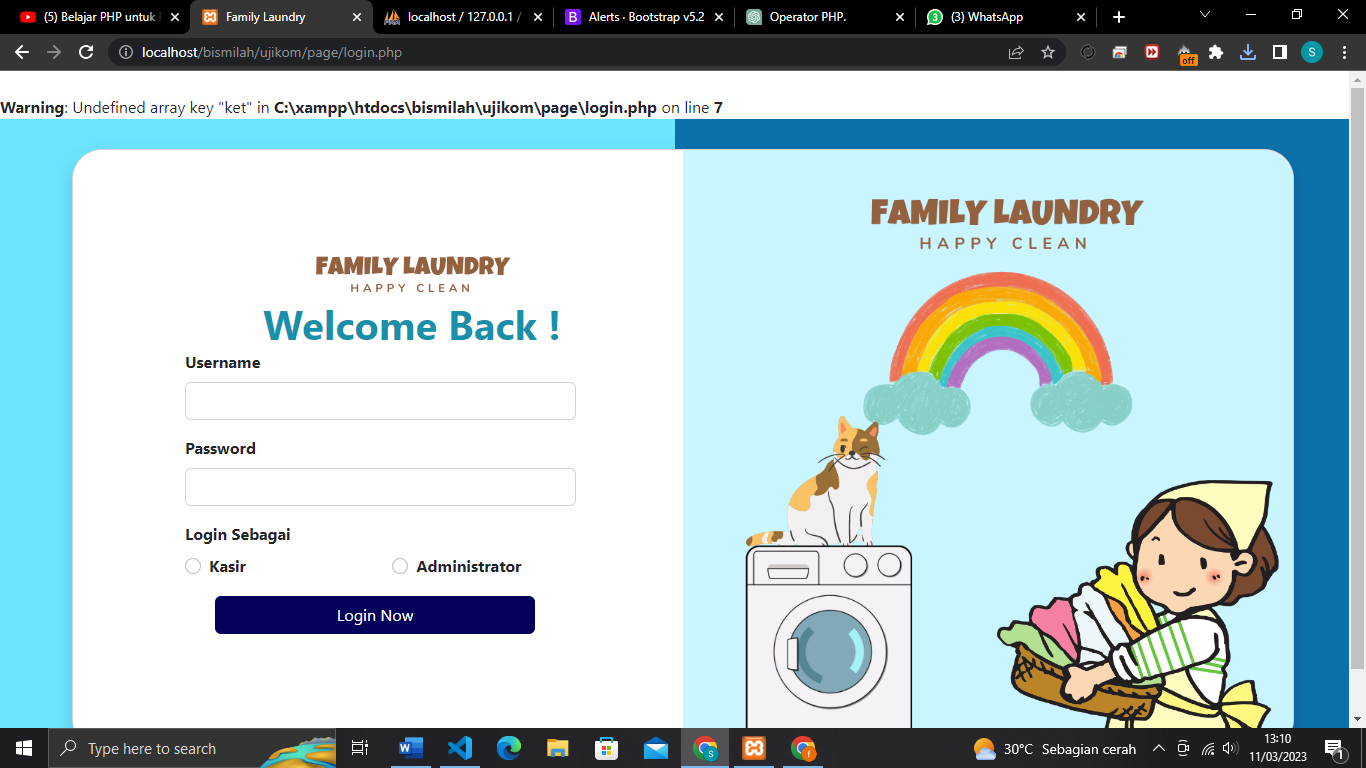 (5) Belajar PHP untuk
Family Laundry
localhost / 127.0.0.1 /
Alerts · Bootstrap v5.2
Operator PHP.
(3) WhatsApp
localhost/bismilah/ujikom/page/login.php
off
S
Warning: Undefined array key "ket" in C:\xampp\htdocs\bismilah\ujikom\page\login.php on line 7
FAMILY LAUNDRY
HAPPY CLEAN
Welcome Back !
Username
Password
Login Sebagai
Kasir
Administrator
Login Now
FAMILY LAUNDRY
HAPPY CLEAN
Type here to search
30°C Sebagian cerah
13:10
11/03/2023
1